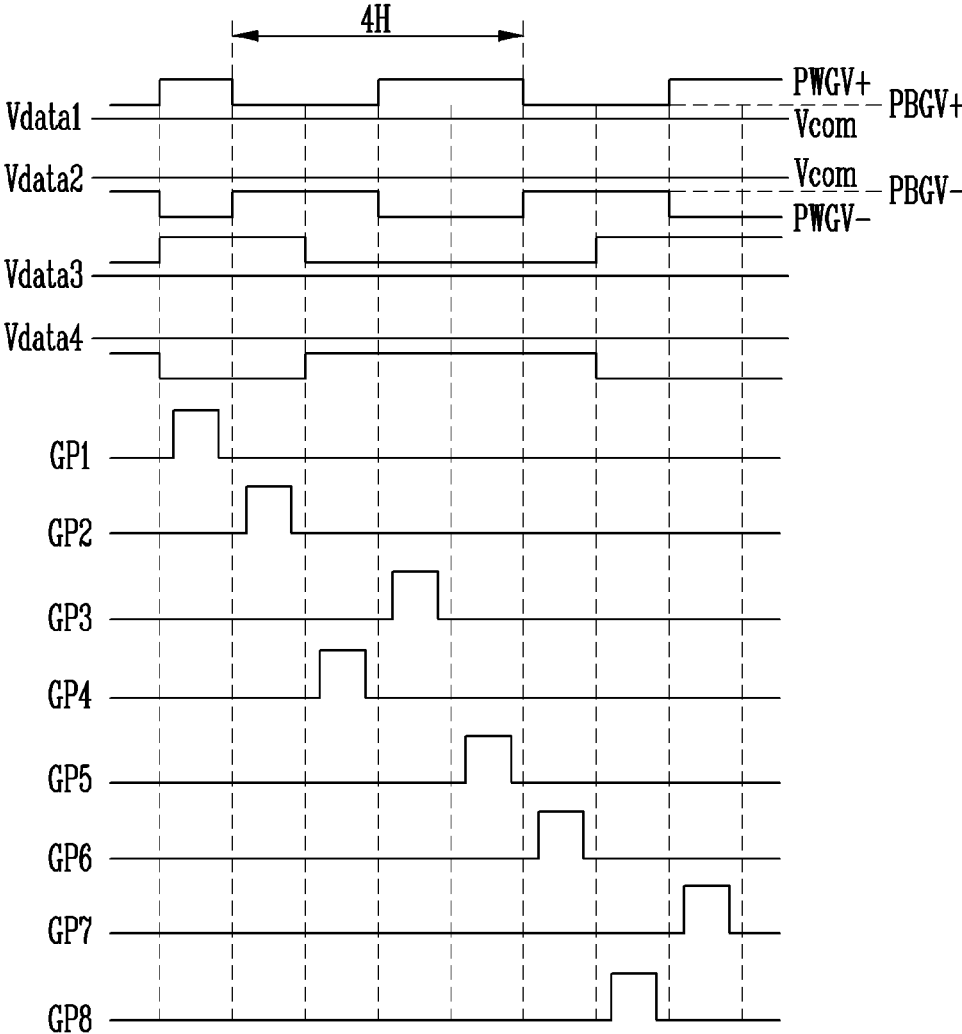 4H
PWGV+
PBGV+
Vdata1
Vcom
Vdata2
Vcom
PBGV-
PWGV-
Vdata3
Vdata4
GP1
GP2
GP3
GP4
GP5
GP6
GP7
GP8